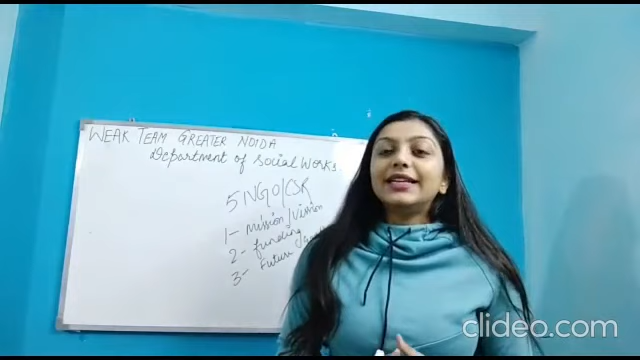 WEAK TEAM GREATER NOIDA
Department of Social Works
5 NGO/CSR
1- Mission/Vission
2- funding
3- Future
clideo.com